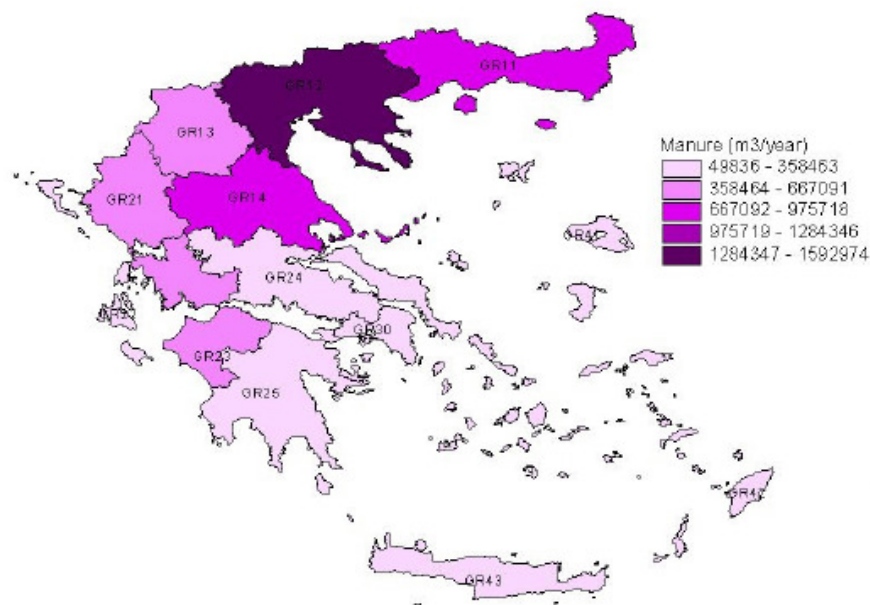 GR11
GR12
GR13
Manure (m3/year)
49836 - 358463
358464 - 667091
667092 - 975718
975719 - 1284346
1284347 - 1592974
GR21
GR14
GR41
GR24
GR30
GR23
GR25
GR43